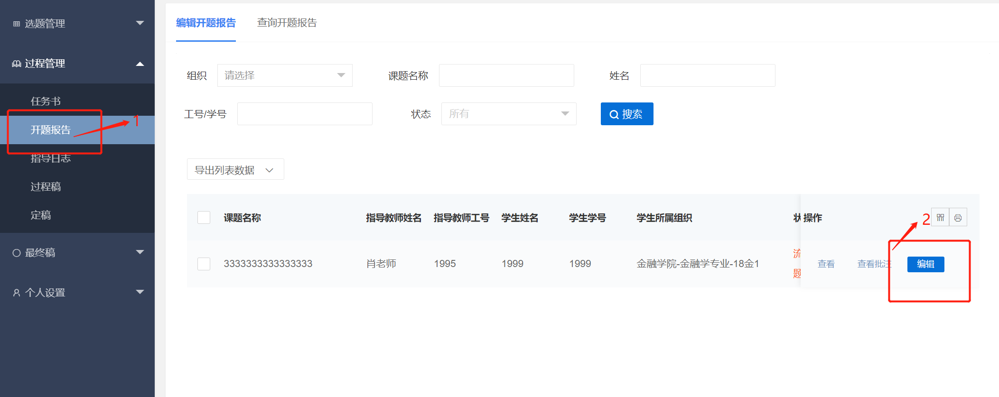 选题管理
过程管理
任务书
开题报告
1
指导日志
过程稿
定稿
最终稿
个人设置
编辑开题报告 查询开题报告
组织 请选择 课题名称 姓名
工号/学号 状态 所有 搜索
导出列表数据
课题名称 指导教师姓名 指导教师工号 学生姓名 学生学号 学生所属组织 状 操作 2
3333333333333333 肖老师 1995 1999 1999 金融学院-金融学专业-18金1 流 题 查看 查看批注 编辑